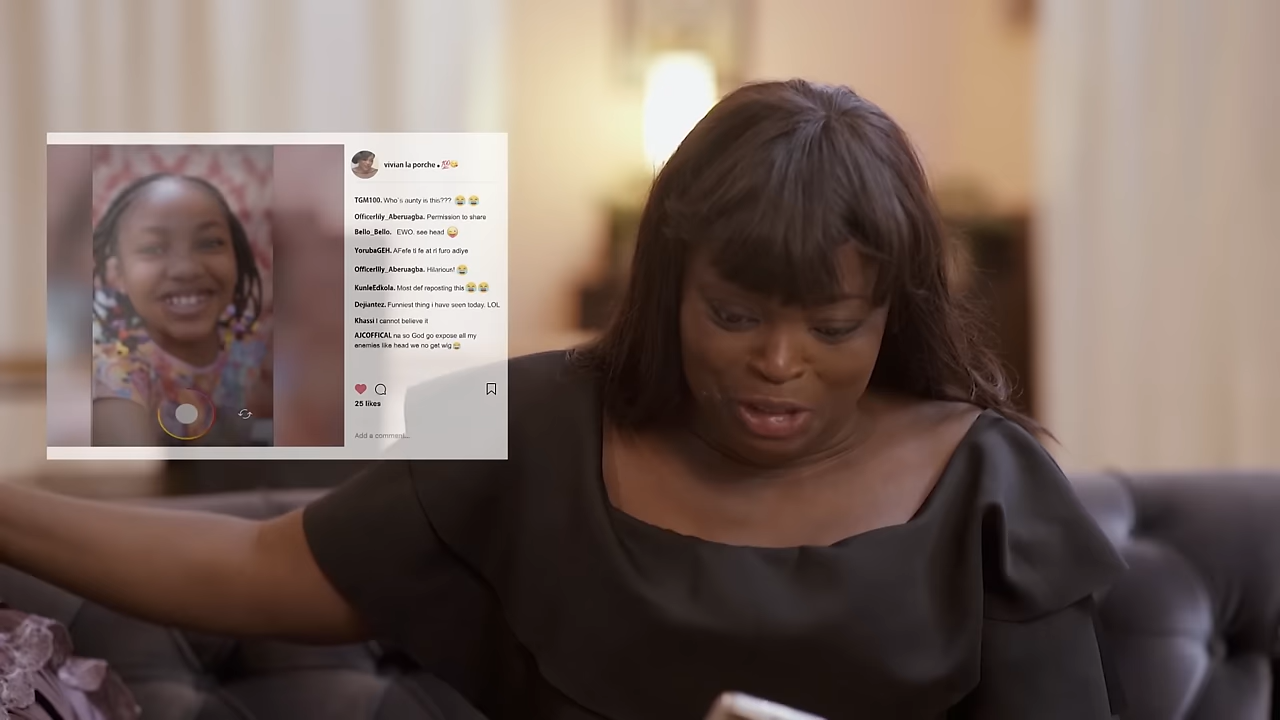 vivian la porche • 💯😘
TGM100. Who's aunty is this??? 😂 😂
Officerlily_Aberuagba. Permission to share
Bello_Bello. EWO, see head 😜
YorubaGEH. AFefe ti fe at ri furo adiye
Officerlily_Aberuagba. Hilarious! 😂
KunleEdkola. Most def reposting this 😂 😂
Dejiantez. Funniest thing i have seen today. LOL
Khassi I cannot believe it
AJCOFFICAL na so God go expose all my
enemies like head we no get wig 😂
25 likes
Add a comment...